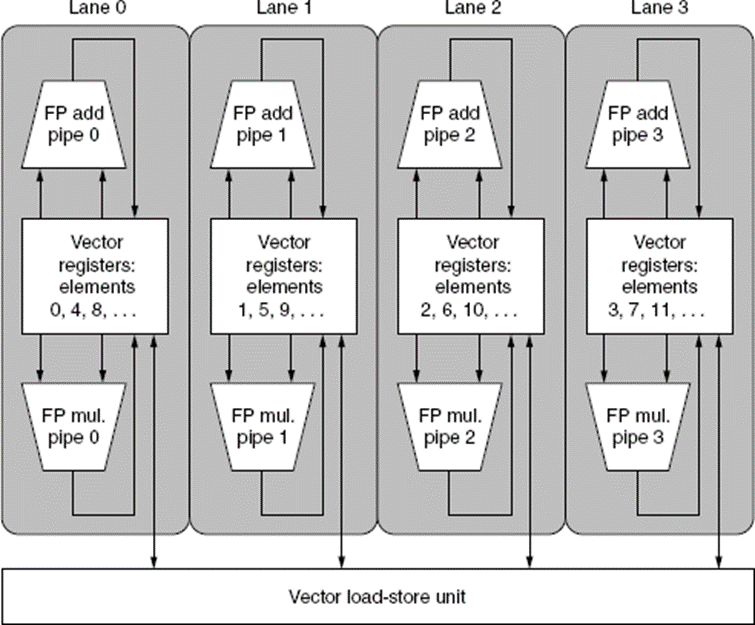 Lane 0
Lane 1
Lane 2
Lane 3
FP add
pipe 0
FP add
pipe 1
FP add
pipe 2
FP add
pipe 3
Vector
registers:
elements
0, 4, 8, . . .
Vector
registers:
elements
1, 5, 9, . . .
Vector
registers:
elements
2, 6, 10, . . .
Vector
registers:
elements
3, 7, 11, . . .
FP mul.
pipe 0
FP mul.
pipe 1
FP mul.
pipe 2
FP mul.
pipe 3
Vector load-store unit